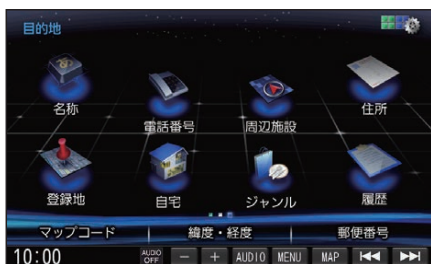 目的地
名称
電話番号
周辺施設
住所
登録地
自宅
ジャンル
履歴
マップコード 緯度・経度 郵便番号
10:00 AUDIO OFF − + AUDIO MENU MAP